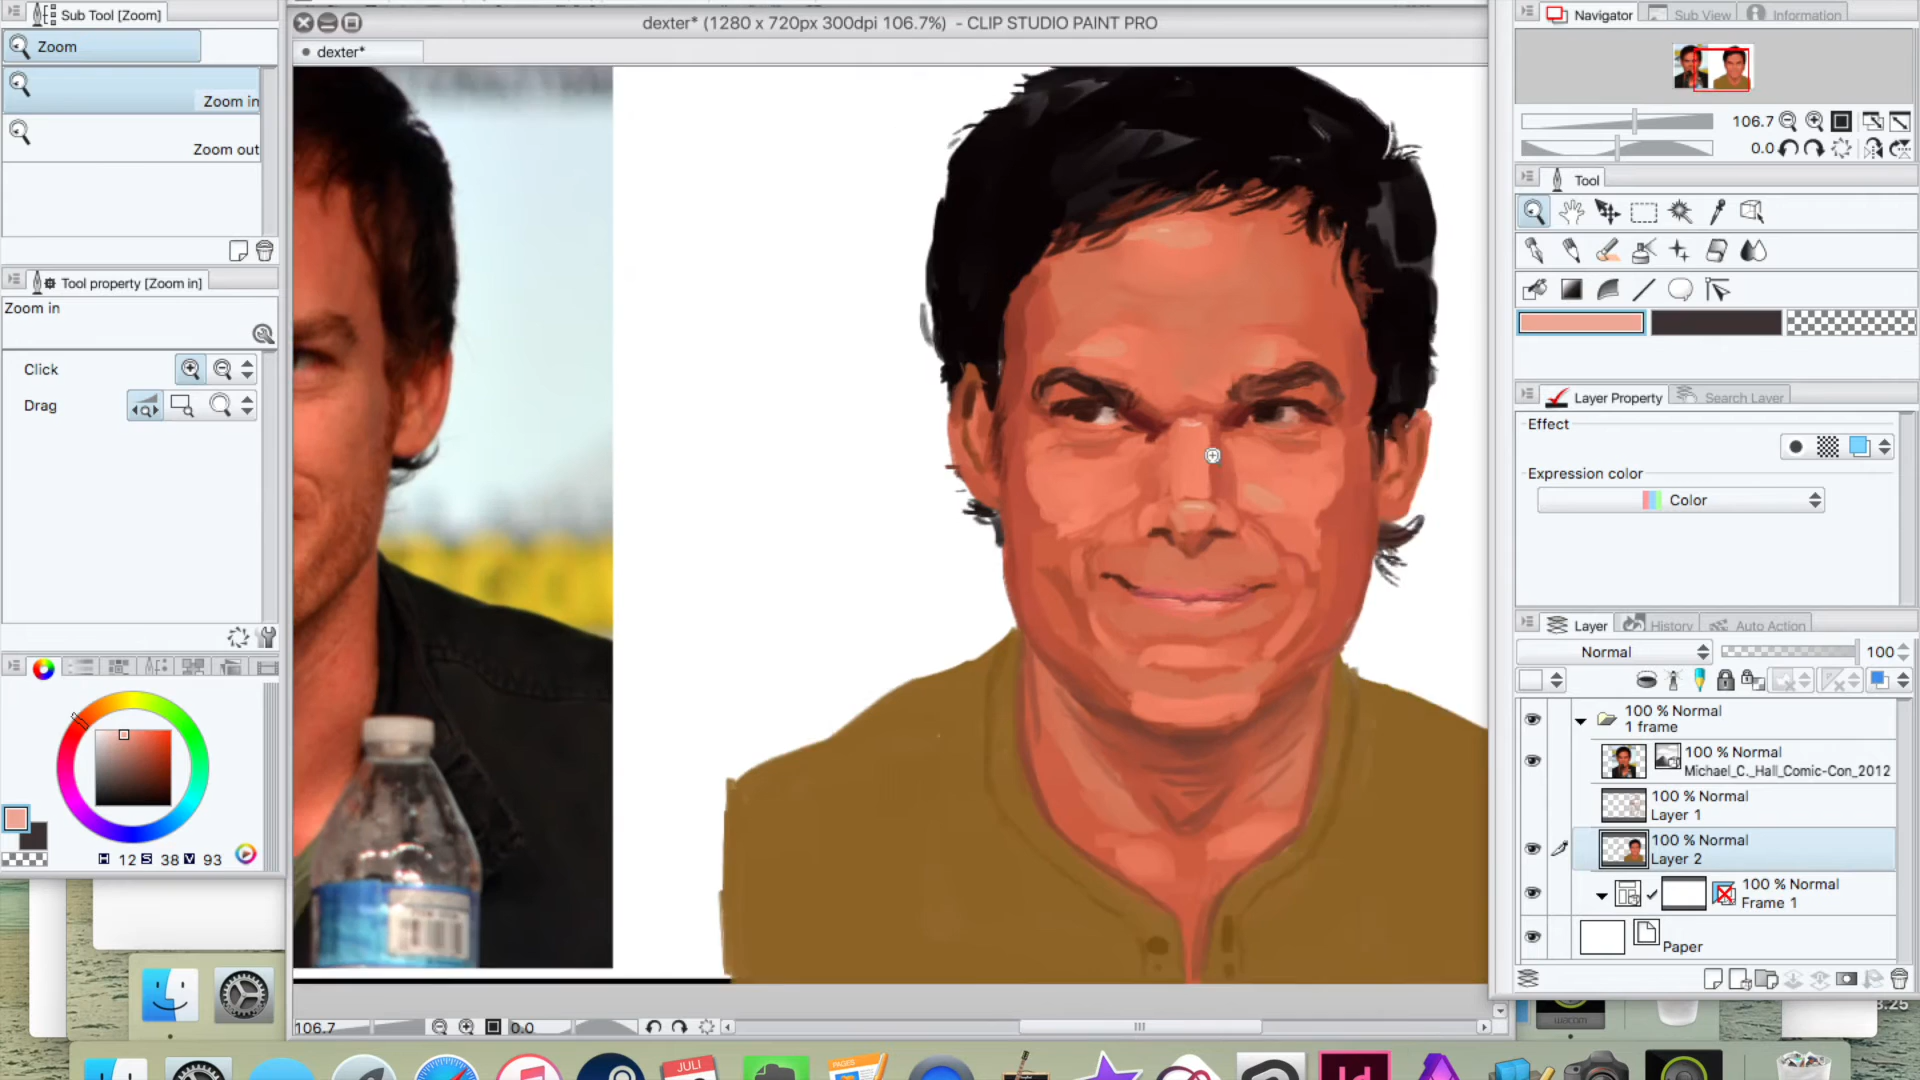 Sub Tool [Zoom]
Zoom
Zoom in
Zoom out
Tool property [Zoom in]
Zoom in
Click
Drag
H 12 S 38 V 93
dexter* (1280 x 720px 300dpi 106.7%) - CLIP STUDIO PAINT PRO
dexter*
106.7
0.0
Navigator
Sub View
Information
106.7
0.0
Tool
Layer Property
Search Layer
Effect
Expression color
Color
Layer
History
Auto Action
Normal
100
100 % Normal
1 frame
100 % Normal
Michael_C._Hall_Comic-Con_2012
100 % Normal
Layer 1
100 % Normal
Layer 2
100 % Normal
Frame 1
Paper
wacom
JULI
PAGES
Id